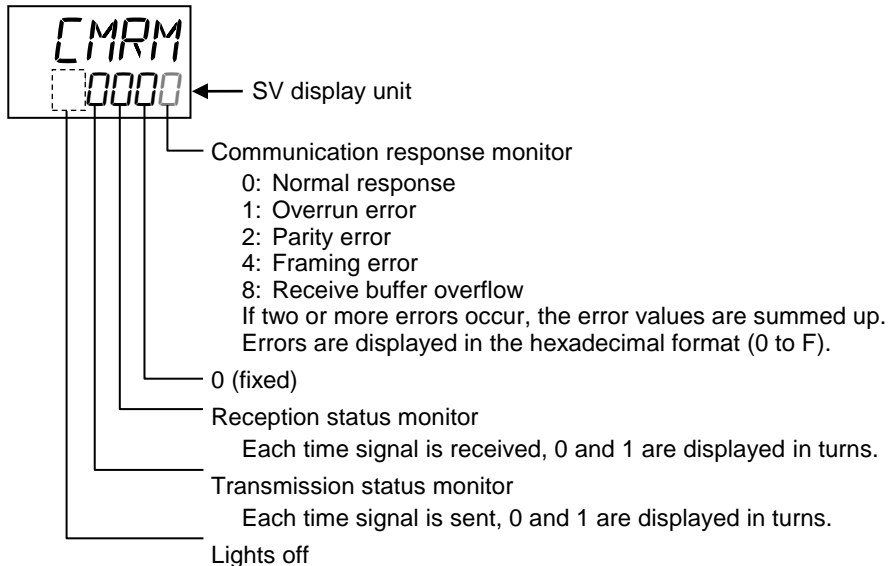 CMRM
0000
SV display unit
Communication response monitor
0: Normal response
1: Overrun error
2: Parity error
4: Framing error
8: Receive buffer overflow
If two or more errors occur, the error values are summed up.
Errors are displayed in the hexadecimal format (0 to F).
0 (fixed)
Reception status monitor
Each time signal is received, 0 and 1 are displayed in turns.
Transmission status monitor
Each time signal is sent, 0 and 1 are displayed in turns.
Lights off